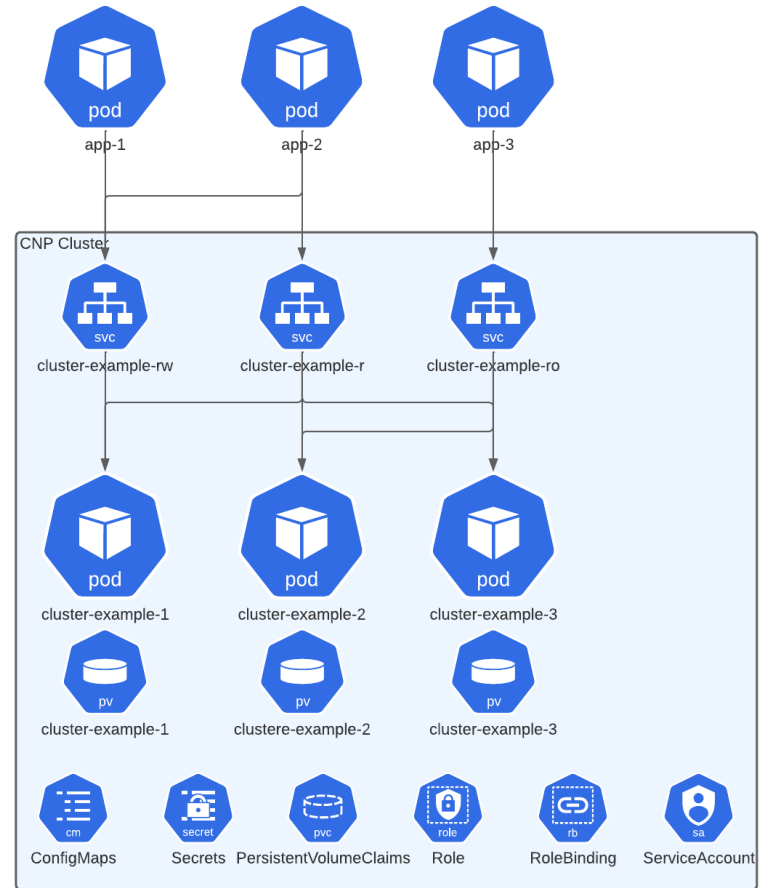 pod pod pod
app-1 app-2 app-3
CNP Cluster
svc svc svc
cluster-example-rw cluster-example-r cluster-example-ro
pod pod pod
cluster-example-1 cluster-example-2 cluster-example-3
pv pv pv
cluster-example-1 clustere-example-2 cluster-example-3
cm secret pvc role rb sa
ConfigMaps Secrets PersistentVolumeClaims Role RoleBinding ServiceAccount